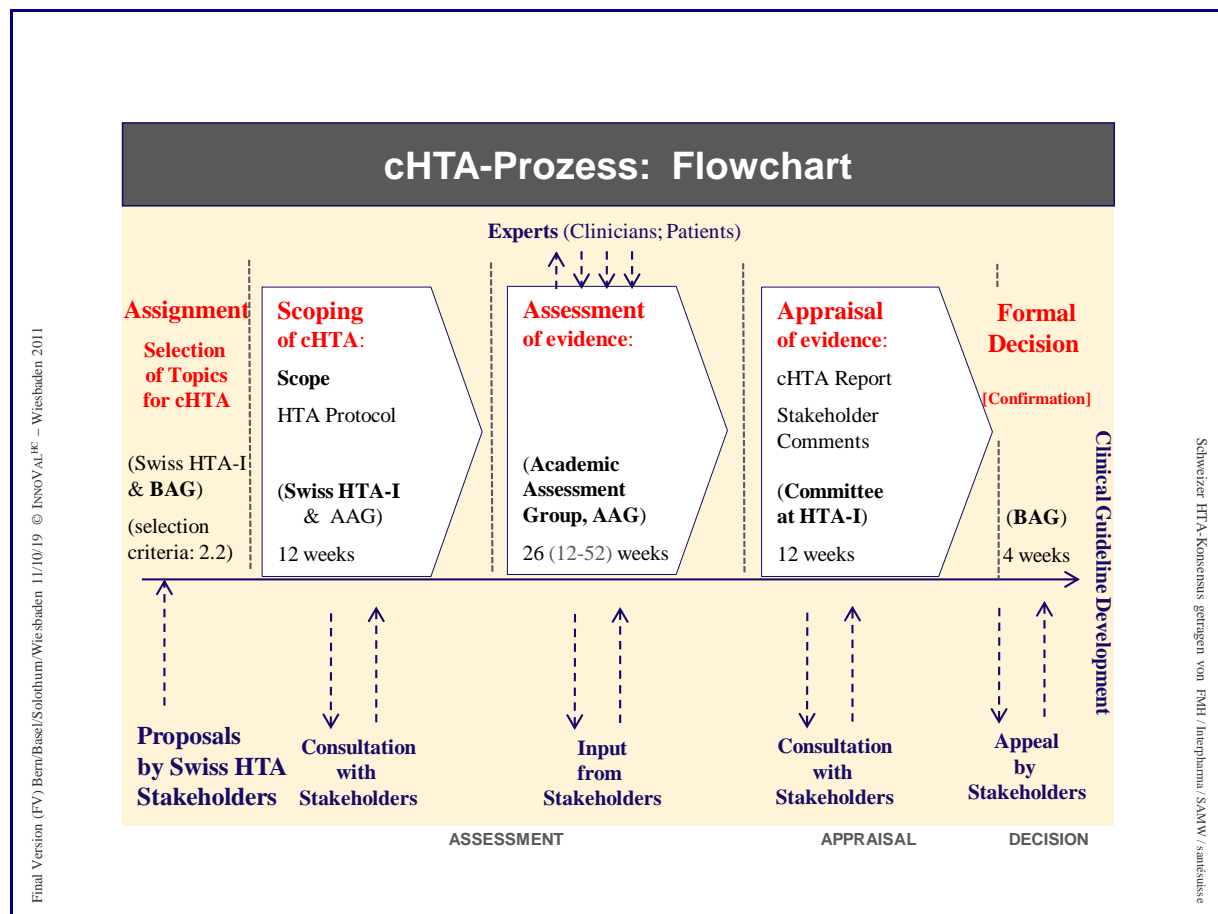 cHTA-Prozess: Flowchart
Experts (Clinicians; Patients)
Assignment
Selection
of Topics
for cHTA
(Swiss HTA-I
& BAG)
(selection
criteria: 2.2)
Scoping
of cHTA:
Scope
HTA Protocol
(Swiss HTA-I
& AAG)
12 weeks
Assessment
of evidence:
(Academic
Assessment
Group, AAG)
26 (12-52) weeks
Appraisal
of evidence:
cHTA Report
Stakeholder
Comments
(Committee
at HTA-I)
12 weeks
Formal
Decision
[Confirmation]
(BAG)
4 weeks
Clinical Guideline Development
Proposals
by Swiss HTA
Stakeholders
Consultation
with
Stakeholders
Input
from
Stakeholders
Consultation
with
Stakeholders
Appeal
by
Stakeholders
ASSESSMENT
APPRAISAL
DECISION
Final Version (FV) Bern/Basel/Solothurn/Wiesbaden 11/10/19 © INNOVAL HC – Wiesbaden 2011
Schweizer HTA-Konsensus getragen von FMH / Interpharma / SAMW / santésuisse